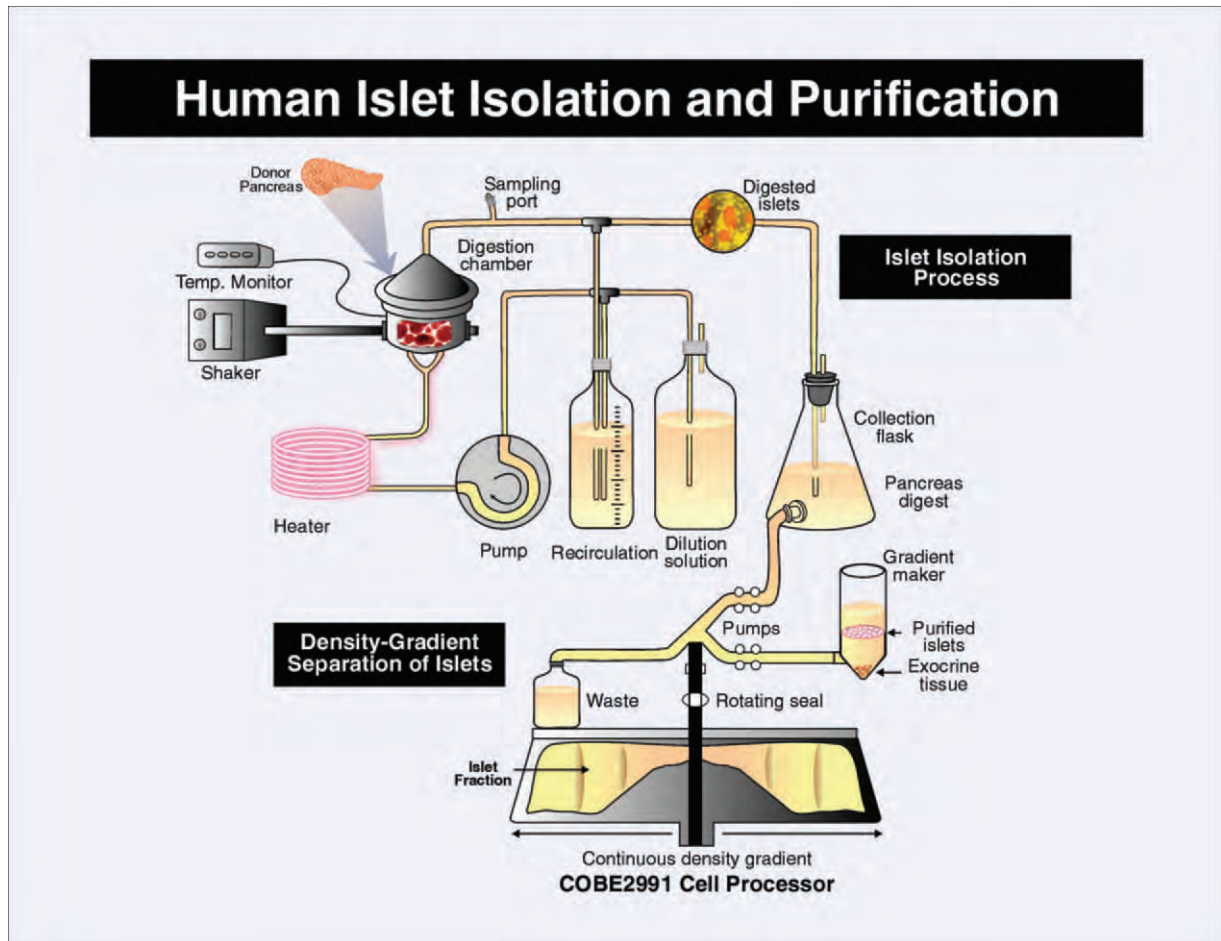 Human Islet Isolation and Purification
Donor
Pancreas
Sampling
port
Digested
islets
Digestion
chamber
Islet Isolation
Process
Temp. Monitor
Shaker
Collection
flask
Pancreas
digest
Heater
Pump
Recirculation
Dilution
solution
Gradient
maker
Density-Gradient
Separation of Islets
Pumps
Purified
islets
Exocrine
tissue
Waste
Rotating seal
Islet
Fraction
Continuous density gradient
COBE2991 Cell Processor